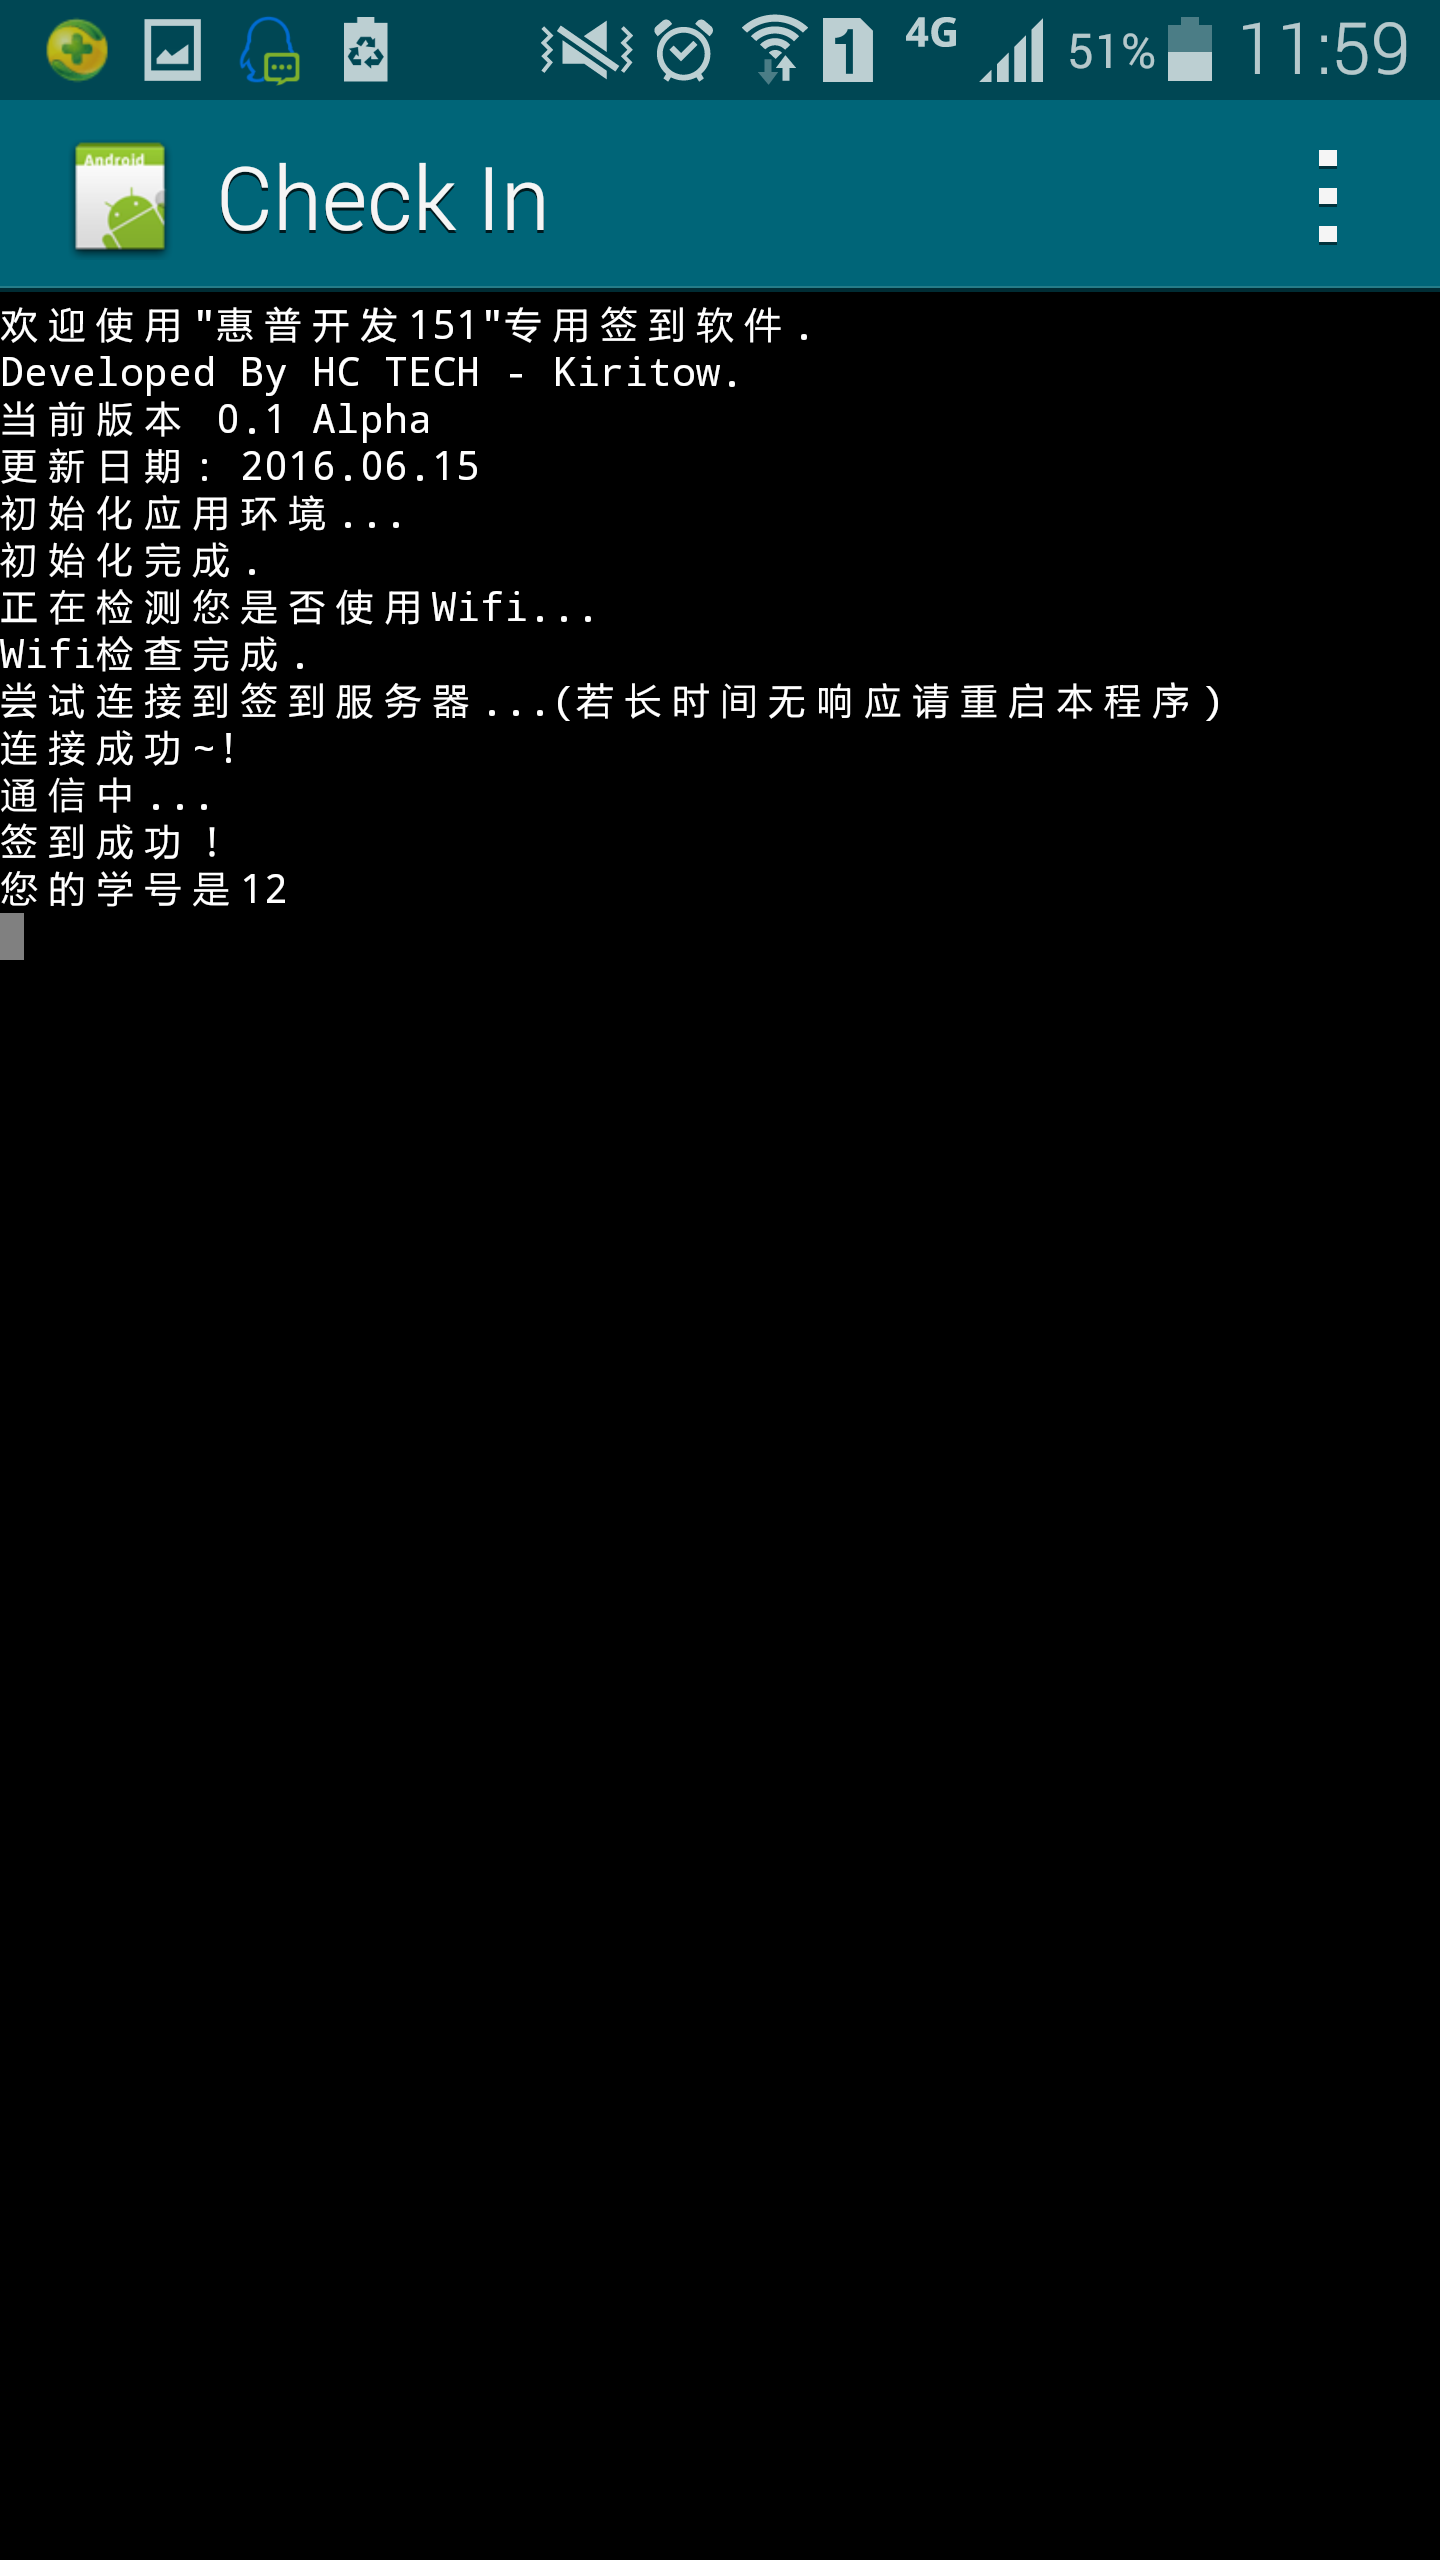 4G 51% 11:59
Android
Check In
欢迎使用"惠普开发151"专用签到软件.
Developed By HC TECH - Kiritow.
当前版本 0.1 Alpha
更新日期: 2016.06.15
初始化应用环境...
初始化完成.
正在检测您是否使用Wifi...
Wifi检查完成.
尝试连接到签到服务器...(若长时间无响应请重启本程序)
连接成功~!
通信中...
签到成功！
您的学号是12